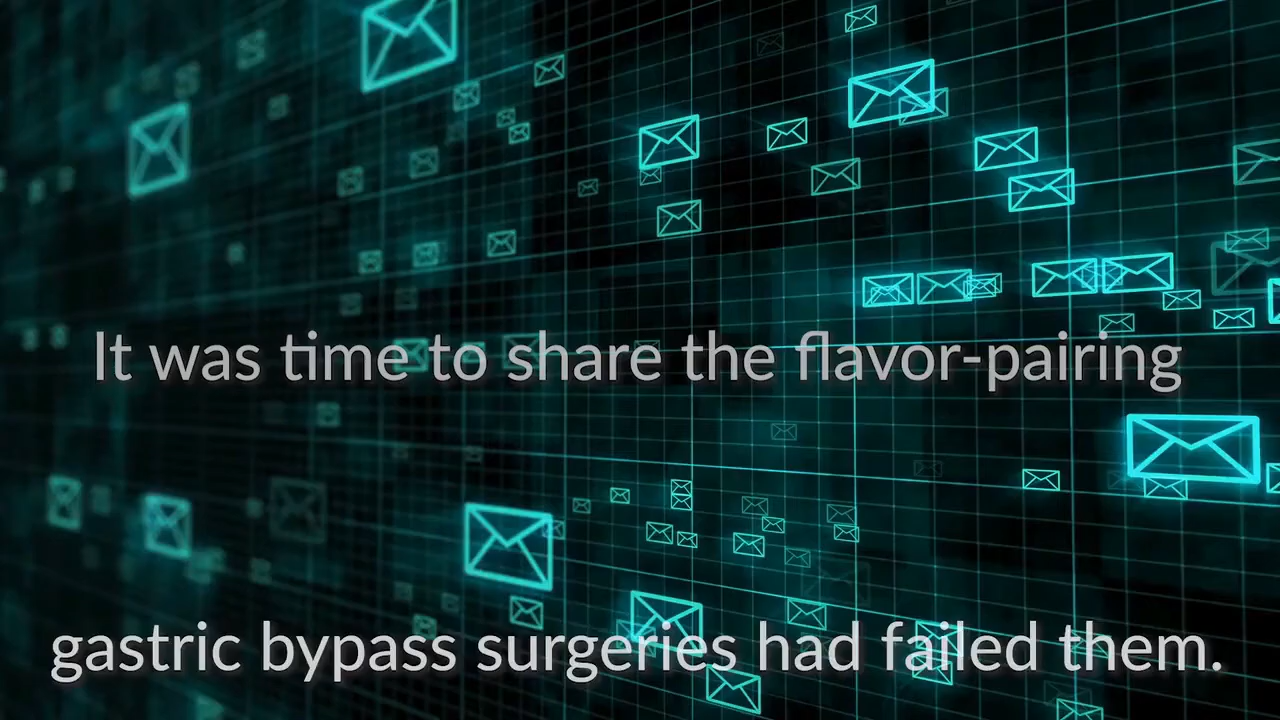 It was time to share the flavor-pairing
gastric bypass surgeries had failed them.